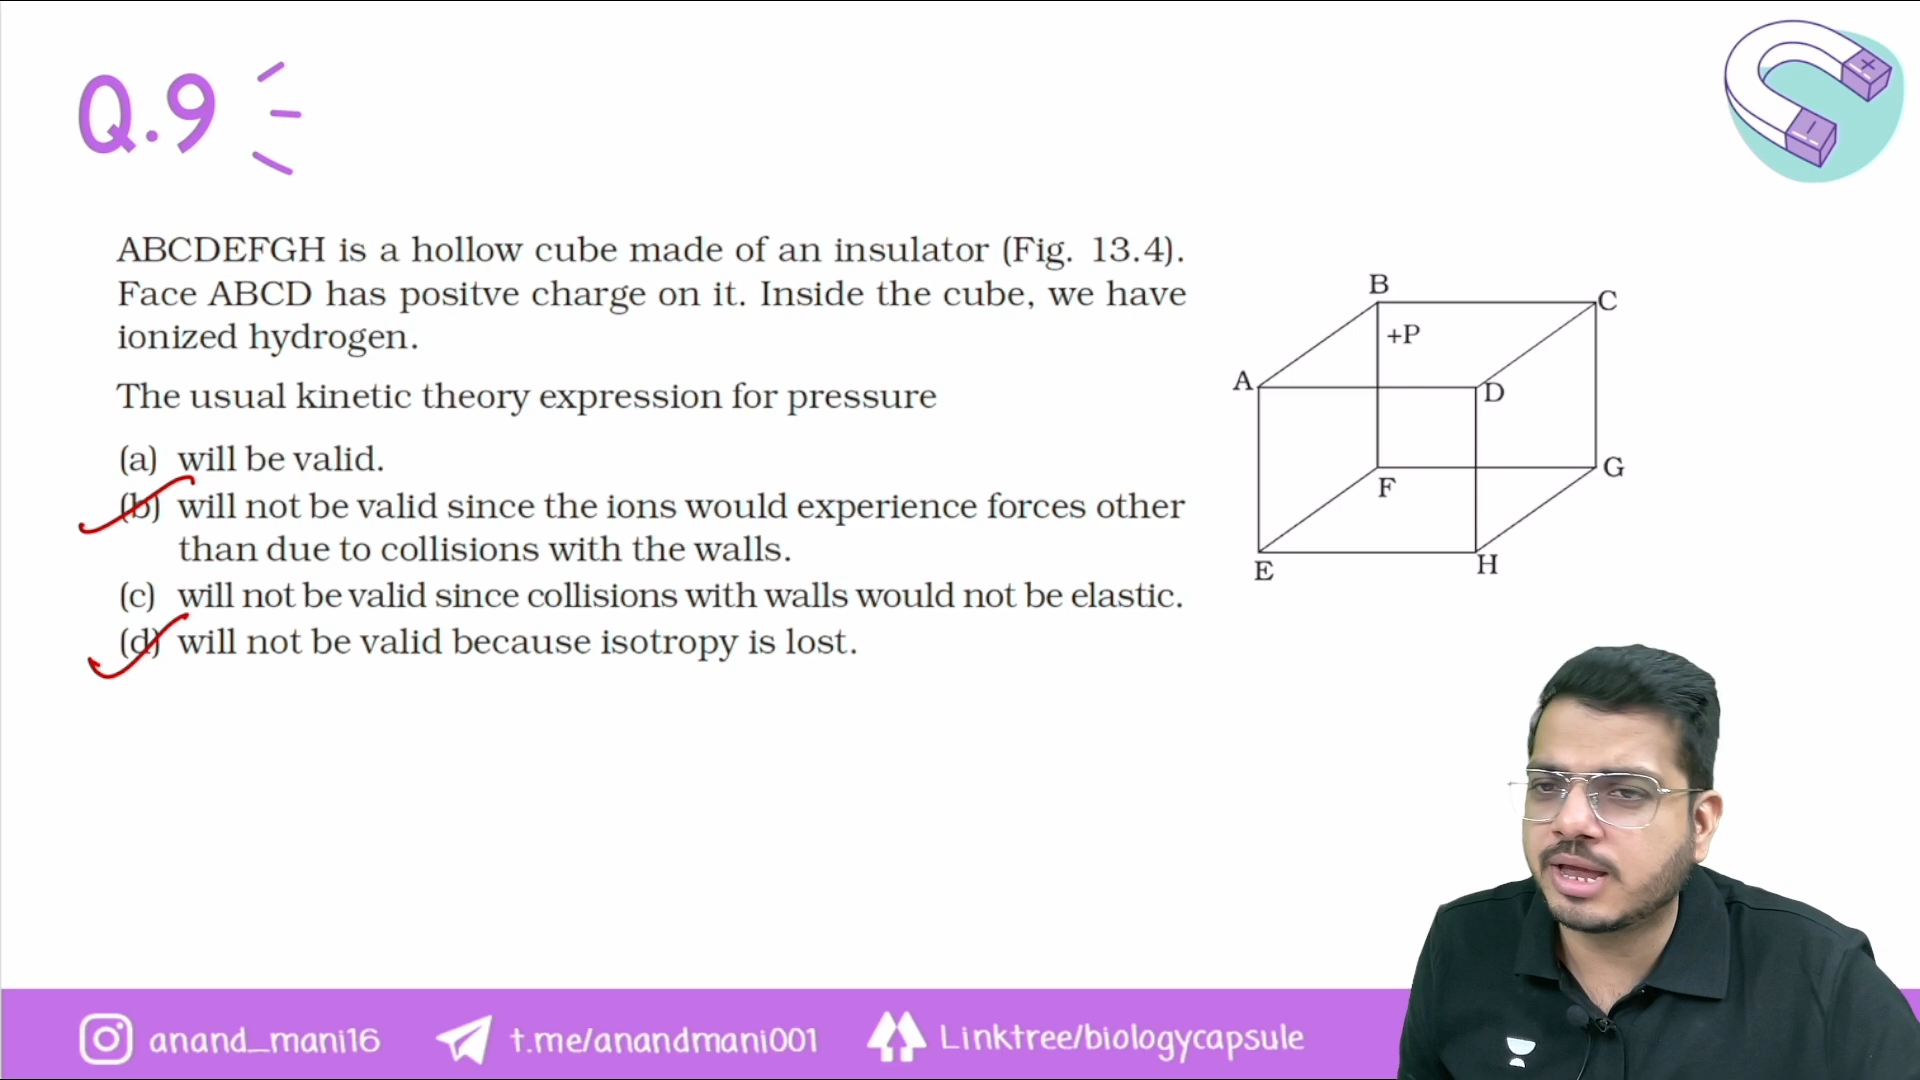 Q.9
ABCDEFGH is a hollow cube made of an insulator (Fig. 13.4).
Face ABCD has positve charge on it. Inside the cube, we have
ionized hydrogen.
The usual kinetic theory expression for pressure
(a) will be valid.
(b) will not be valid since the ions would experience forces other
than due to collisions with the walls.
(c) will not be valid since collisions with walls would not be elastic.
(d) will not be valid because isotropy is lost.
B
C
+P
A
D
G
F
E
H
anand_mani16
t.me/anandmani001
Linktree/biologycapsule